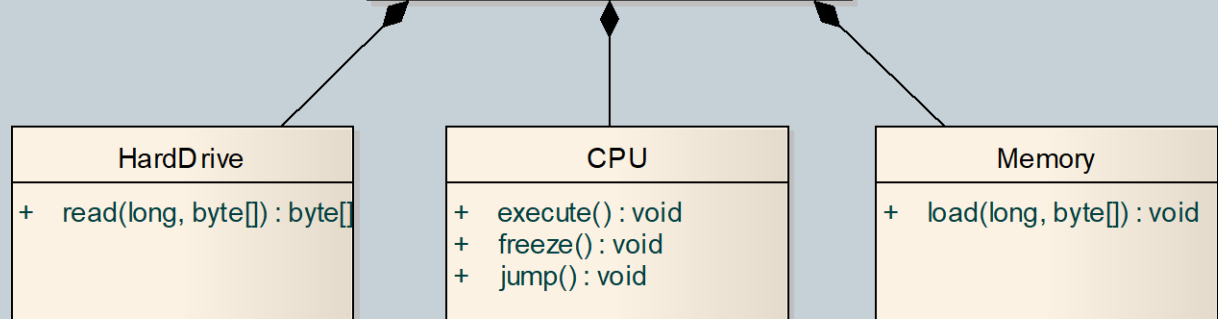 HardDrive
+ read(long, byte[]) : byte[]
CPU
+ execute() : void
+ freeze() : void
+ jump() : void
Memory
+ load(long, byte[]) : void